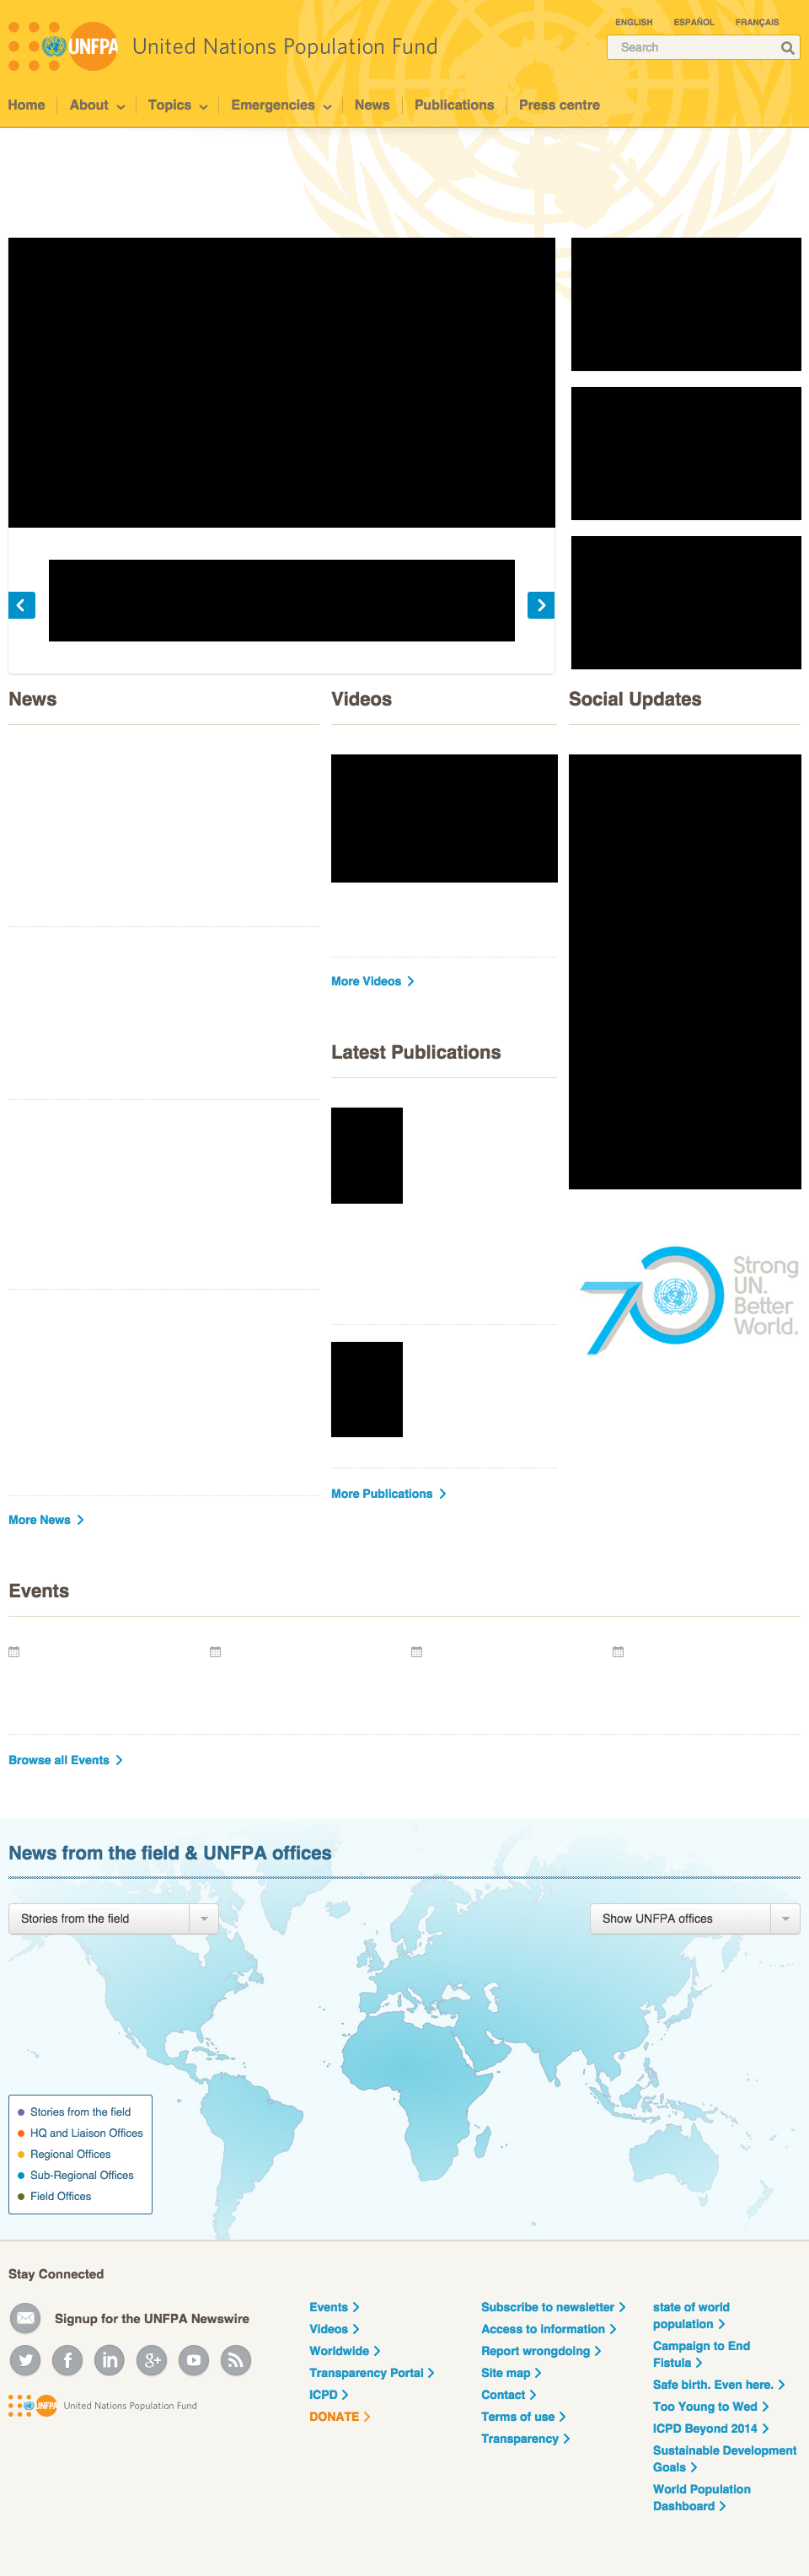 ENGLISH ESPAÑOL FRANÇAIS
UNFPA United Nations Population Fund
Search
Home About Topics Emergencies News Publications Press centre
News
Videos
Social Updates
More Videos
Latest Publications
Strong
UN.
Better
World.
70
More Publications
More News
Events
Browse all Events
News from the field & UNFPA offices
Stories from the field
Show UNFPA offices
Stories from the field
HQ and Liaison Offices
Regional Offices
Sub-Regional Offices
Field Offices
Stay Connected
Signup for the UNFPA Newswire
UNFPA United Nations Population Fund
Events
Videos
Worldwide
Transparency Portal
ICPD
DONATE
Subscribe to newsletter
Access to information
Report wrongdoing
Site map
Contact
Terms of use
Transparency
state of world
population
Campaign to End
Fistula
Safe birth. Even here.
Too Young to Wed
ICPD Beyond 2014
Sustainable Development
Goals
World Population
Dashboard